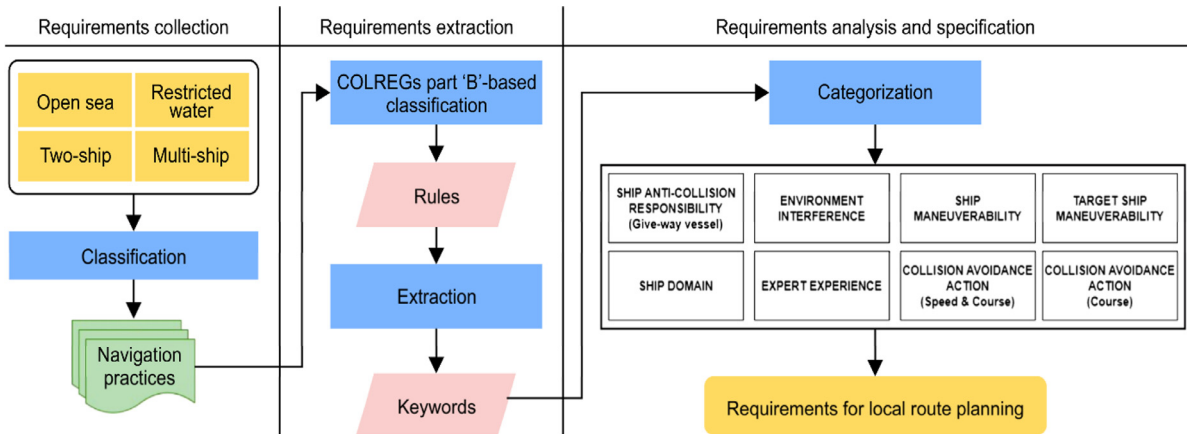 Requirements collection
Requirements extraction
Requirements analysis and specification
Open sea
Restricted
water
Two-ship
Multi-ship
Classification
Navigation
practices
COLREGs part ‘B’-based
classification
Rules
Extraction
Keywords
Categorization
SHIP ANTI-COLLISION
RESPONSIBILITY
(Give-way vessel)
ENVIRONMENT
INTERFERENCE
SHIP
MANEUVERABILITY
TARGET SHIP
MANEUVERABILITY
SHIP DOMAIN
EXPERT EXPERIENCE
COLLISION AVOIDANCE
ACTION
(Speed & Course)
COLLISION AVOIDANCE
ACTION
(Course)
Requirements for local route planning